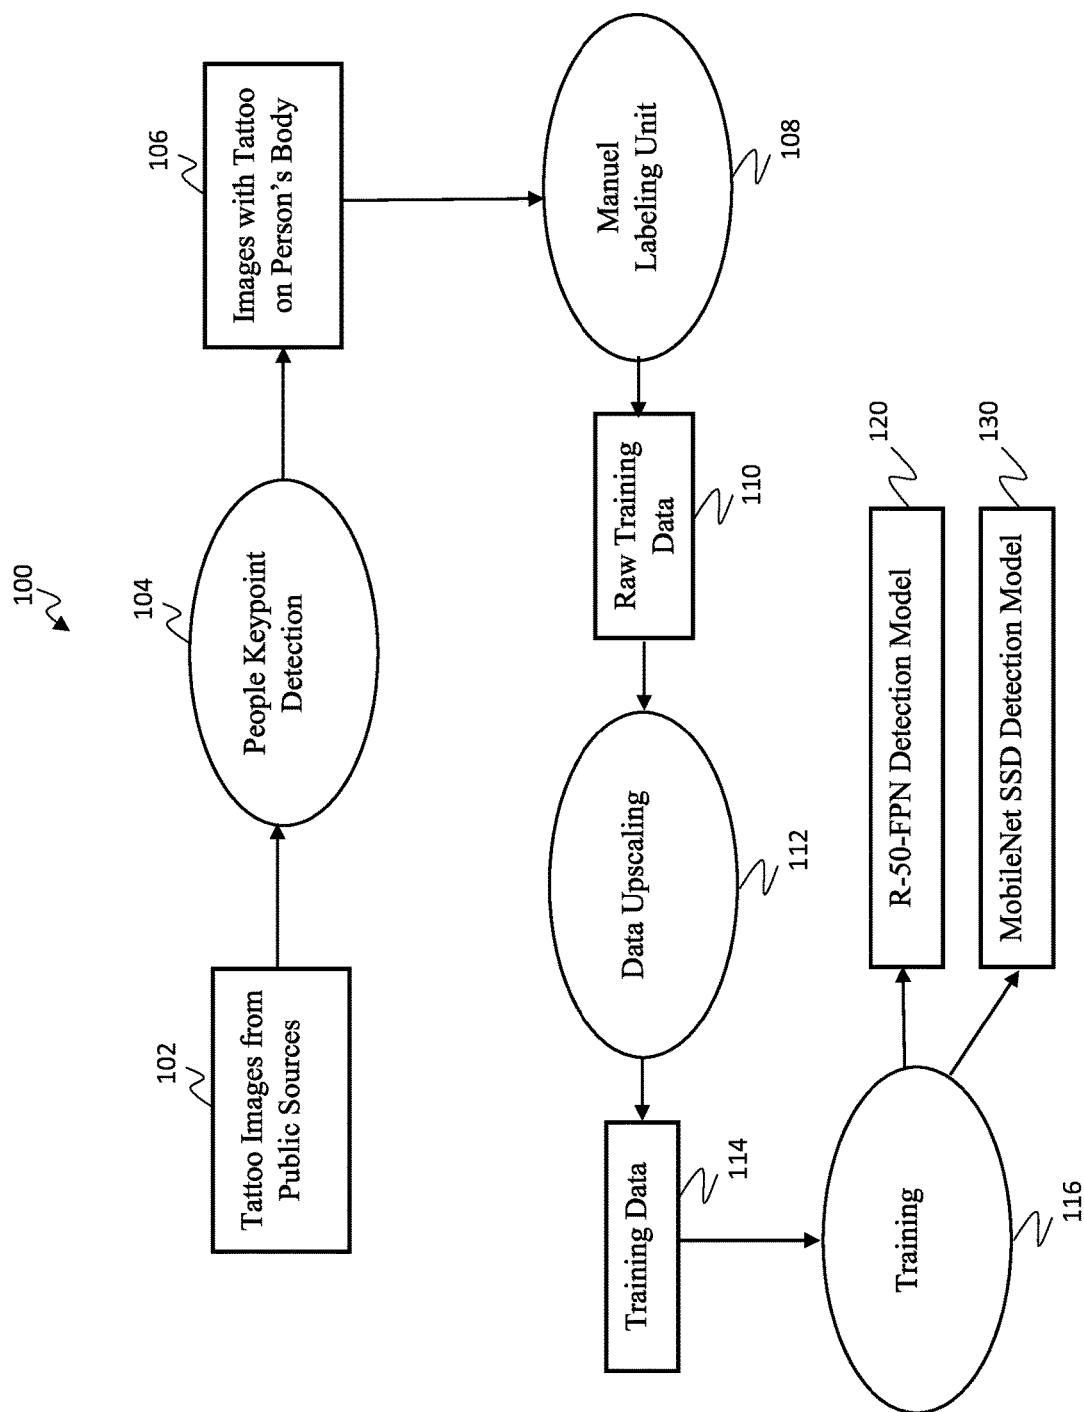 100
102
Tattoo Images from
Public Sources
104
People Keypoint
Detection
106
Images with Tattoo
on Person's Body
Manuel
Labeling Unit
108
Raw Training
Data
110
Data Upscaling
112
Training Data
114
Training
116
R-50-FPN Detection Model
120
MobileNet SSD Detection Model
130